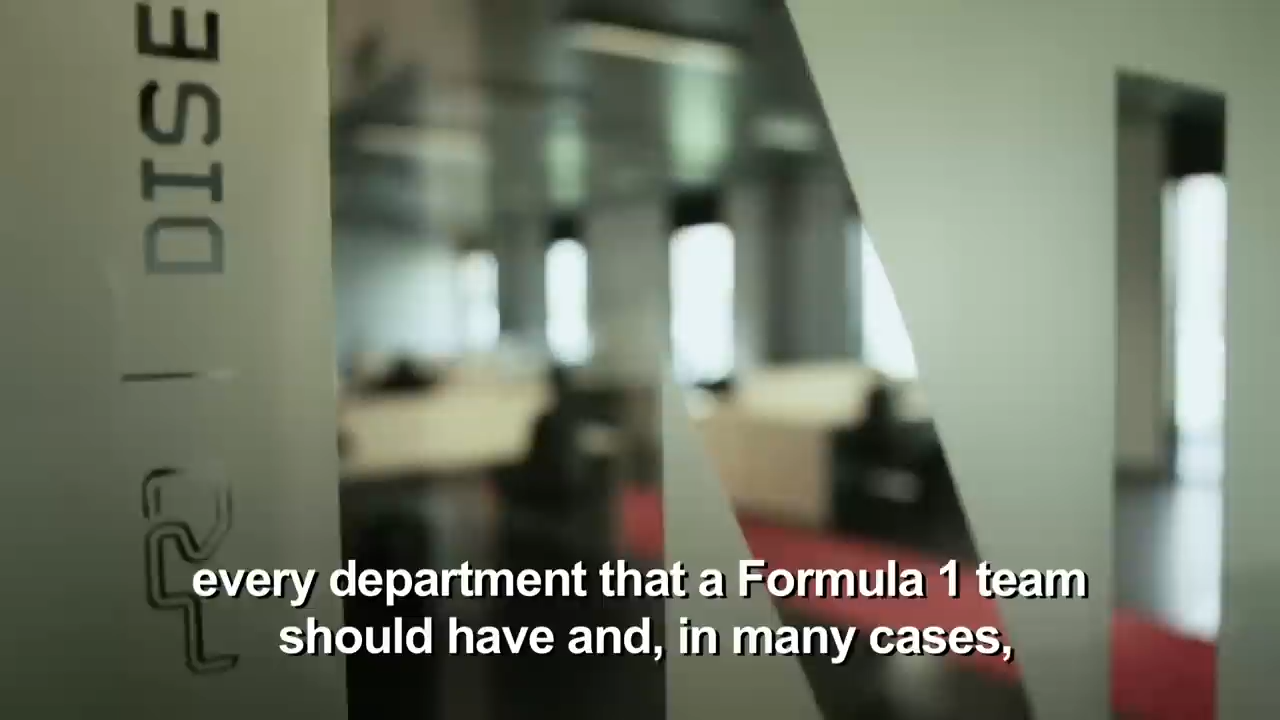 DISE
every department that a Formula 1 team
should have and, in many cases,